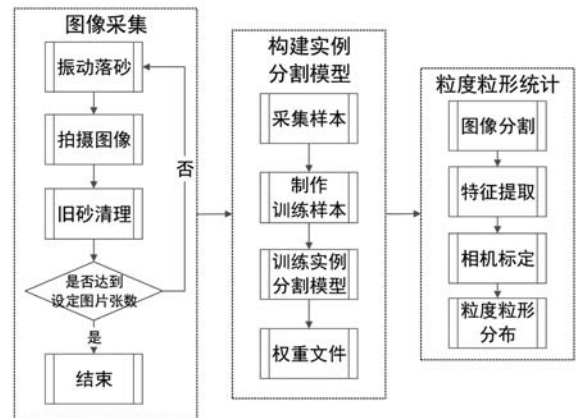 图像采集
振动落砂
拍摄图像
旧砂清理
是否达到
设定图片张数
否
是
结束
构建实例
分割模型
采集样本
制作
训练样本
训练实例
分割模型
权重文件
粒度粒形统计
图像分割
特征提取
相机标定
粒度粒形
分布